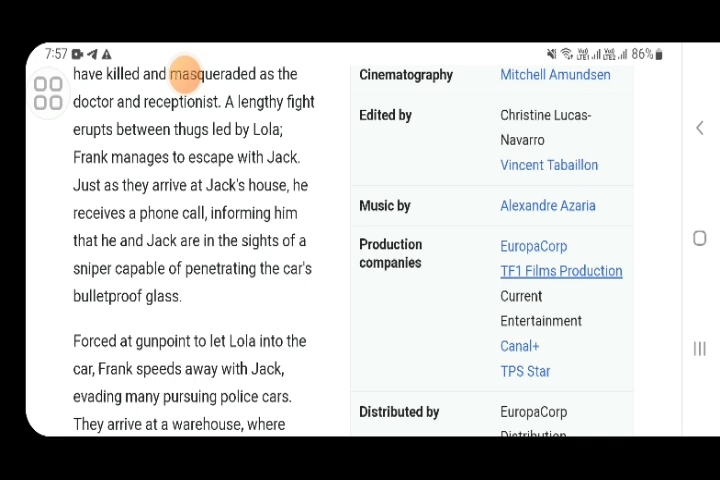 7:57
86%
have killed and masqueraded as the
doctor and receptionist. A lengthy fight
erupts between thugs led by Lola;
Frank manages to escape with Jack.
Just as they arrive at Jack's house, he
receives a phone call, informing him
that he and Jack are in the sights of a
sniper capable of penetrating the car's
bulletproof glass.
Forced at gunpoint to let Lola into the
car, Frank speeds away with Jack,
evading many pursuing police cars.
They arrive at a warehouse, where
Cinematography
Mitchell Amundsen
Edited by
Christine Lucas-
Navarro
Vincent Tabaillon
Music by
Alexandre Azaria
Production
companies
EuropaCorp
TF1 Films Production
Current
Entertainment
Canal+
TPS Star
Distributed by
EuropaCorp
Distribution